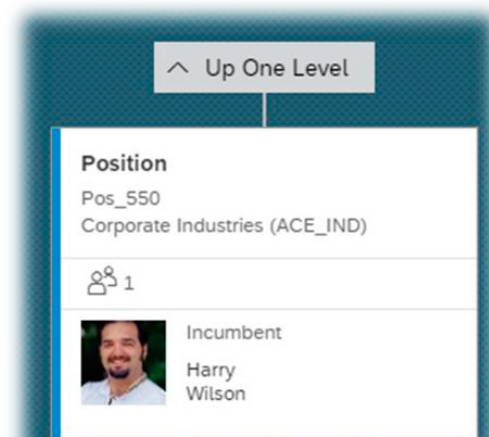 Up One Level
Position
Pos_550
Corporate Industries (ACE_IND)
1
Incumbent
Harry
Wilson